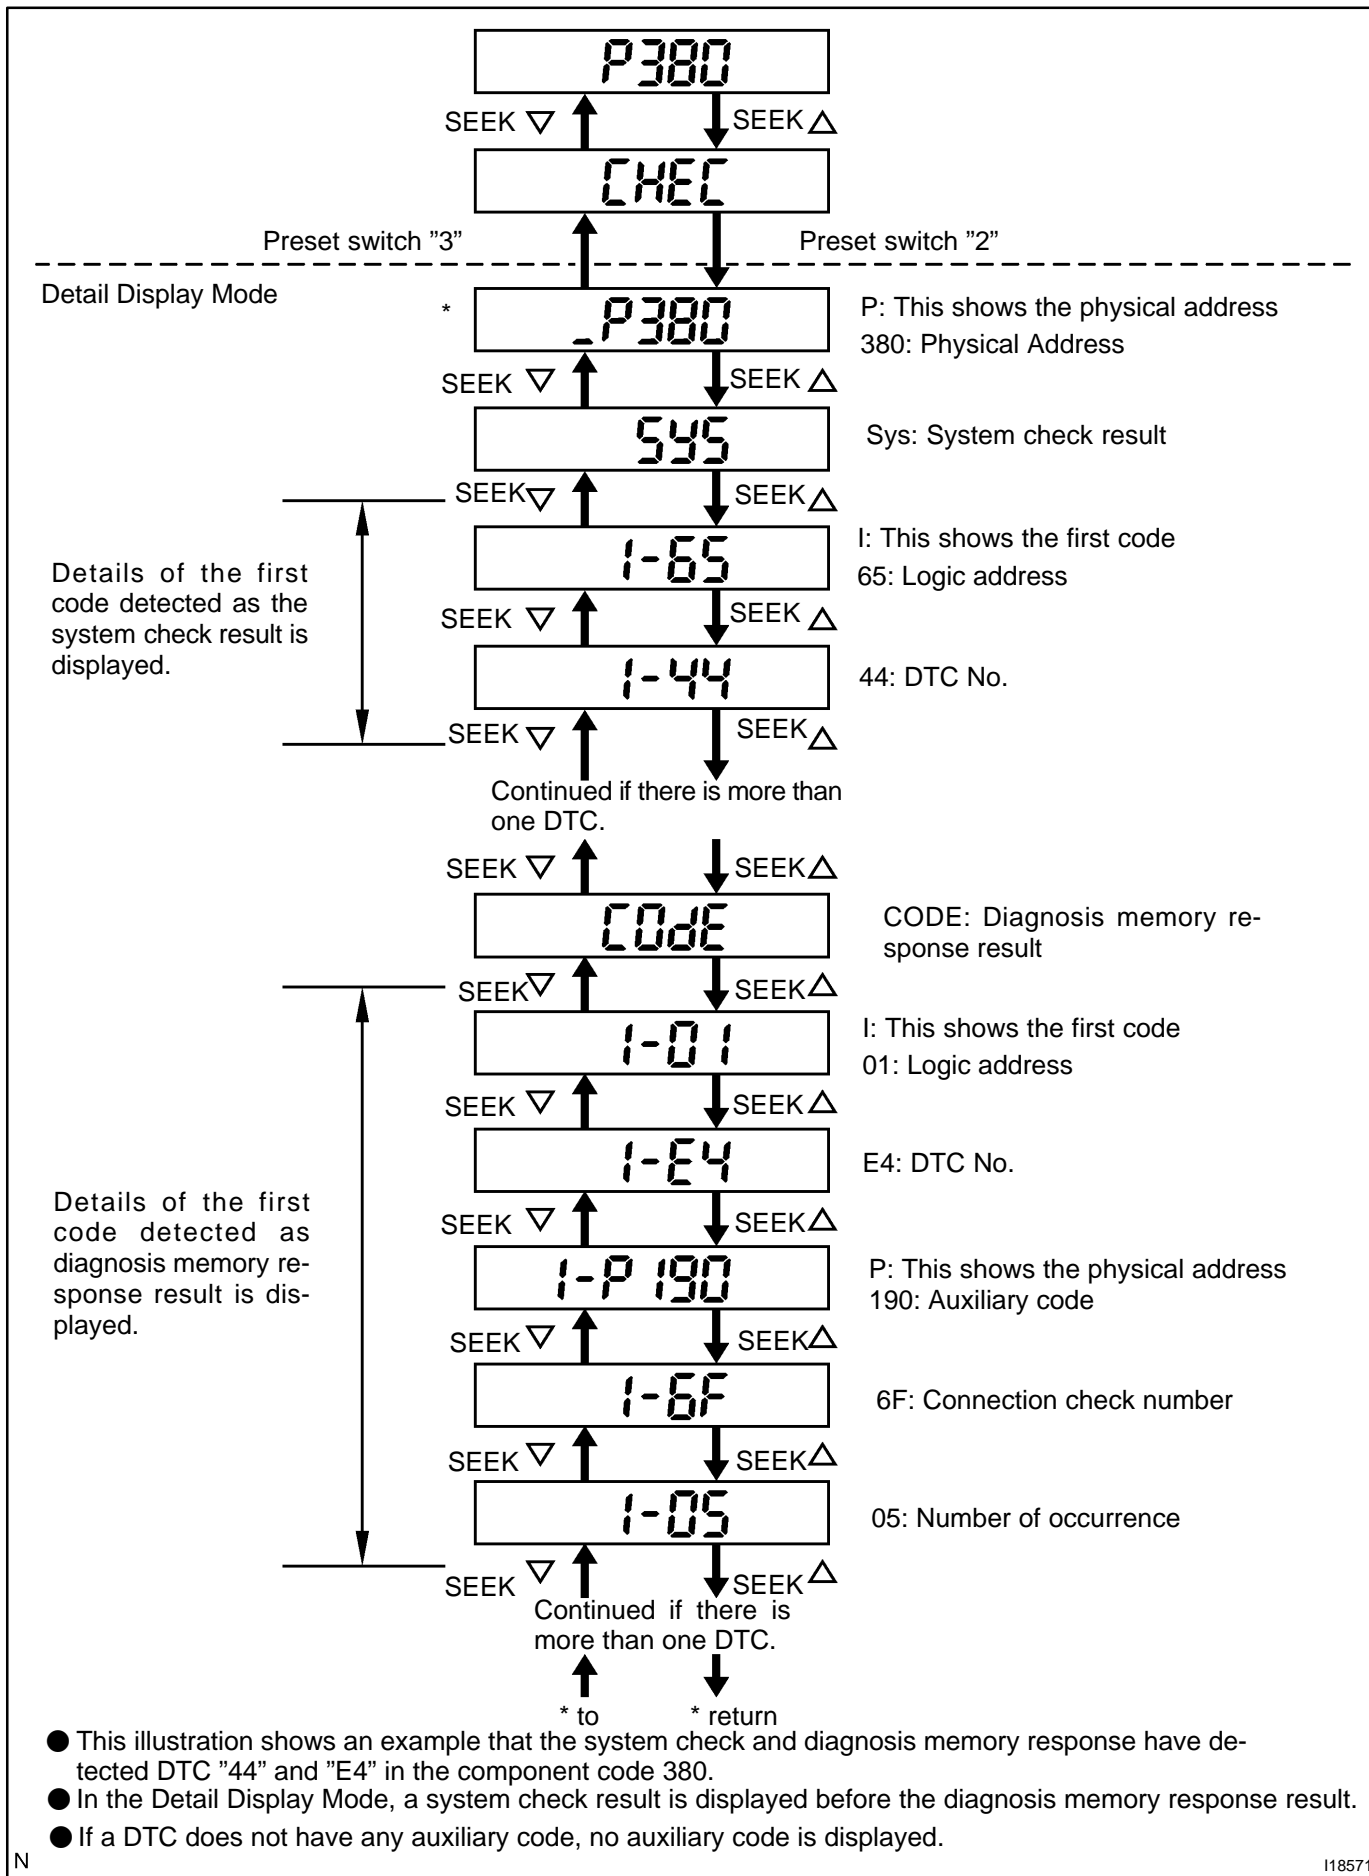 P380
SEEK ▽ SEEK △
CHEC
Preset switch ”3” Preset switch ”2”
Detail Display Mode
* _P380
P: This shows the physical address
380: Physical Address
SEEK ▽ SEEK △
SYS
Sys: System check result
SEEK ▽ SEEK △
1-65
I: This shows the first code
65: Logic address
Details of the first
code detected as the
system check result is
displayed.
SEEK ▽ SEEK △
1-44
44: DTC No.
SEEK ▽ SEEK △
Continued if there is more than
one DTC.
SEEK ▽ SEEK △
COdE
CODE: Diagnosis memory re-
sponse result
SEEK ▽ SEEK △
1-01
I: This shows the first code
01: Logic address
SEEK ▽ SEEK △
1-E4
E4: DTC No.
Details of the first
code detected as
diagnosis memory re-
sponse result is dis-
played.
SEEK ▽ SEEK △
1-P190
P: This shows the physical address
190: Auxiliary code
SEEK ▽ SEEK △
1-6F
6F: Connection check number
SEEK ▽ SEEK △
1-05
05: Number of occurrence
SEEK ▽ SEEK △
Continued if there is
more than one DTC.
* to * return
● This illustration shows an example that the system check and diagnosis memory response have de-
tected DTC ”44” and ”E4” in the component code 380.
● In the Detail Display Mode, a system check result is displayed before the diagnosis memory response result.
● If a DTC does not have any auxiliary code, no auxiliary code is displayed.
N I18571